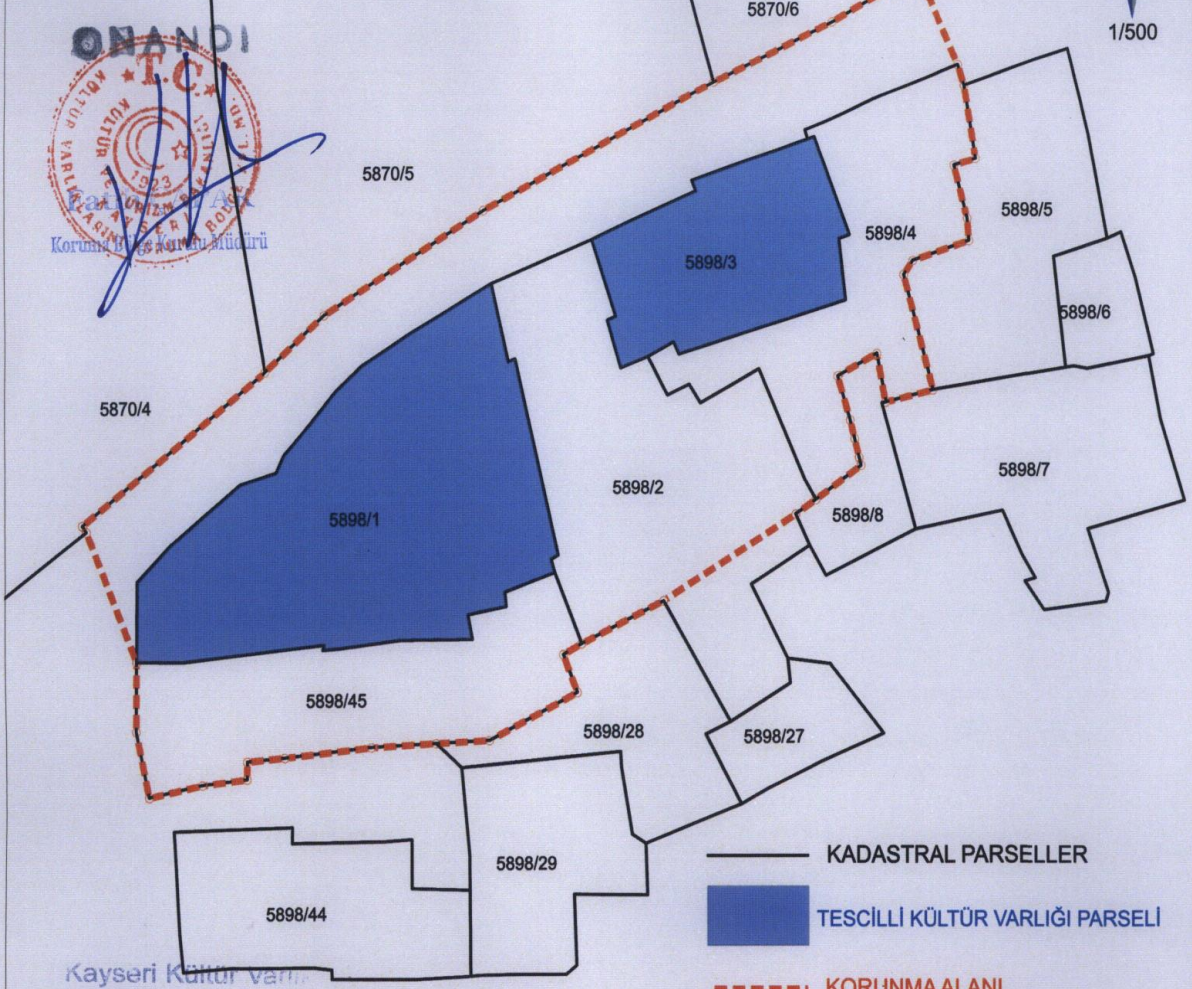 ONANDI
5870/6
1/500
T.C.
1923
5870/5
Koruma Bölge Kurulu Müdürü
5898/5
5898/4
5898/3
5898/6
5870/4
5898/7
5898/2
5898/8
5898/1
5898/45
5898/28
5898/27
KADASTRAL PARSELLER
5898/29
5898/44
TESCİLLİ KÜLTÜR VARLIĞI PARSELİ
Kayseri Kültür
KORUNMA ALANI